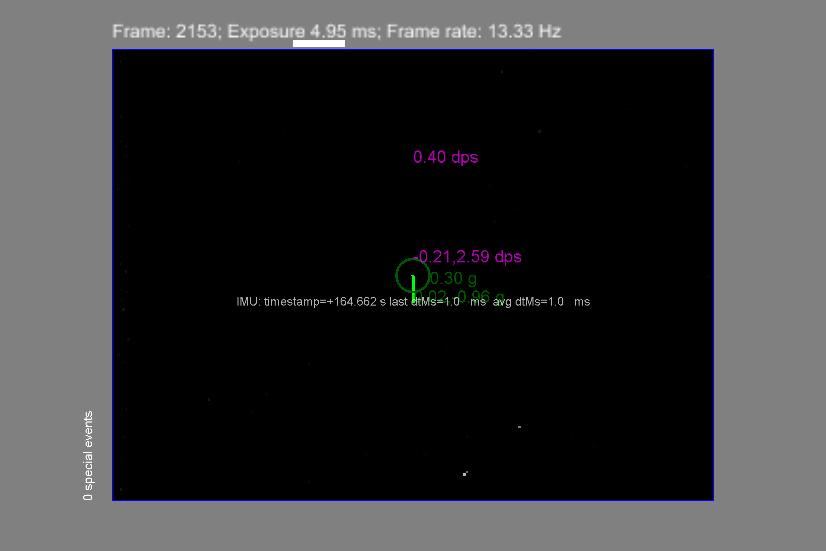 Frame: 2153; Exposure 4.95 ms; Frame rate: 13.33 Hz
0.40 dps
-0.21,2.59 dps
0.30 g
0.96 g
IMU: timestamp=+164.662 s last dtMs=1.0 ms avg dtMs=1.0 ms
0 special events